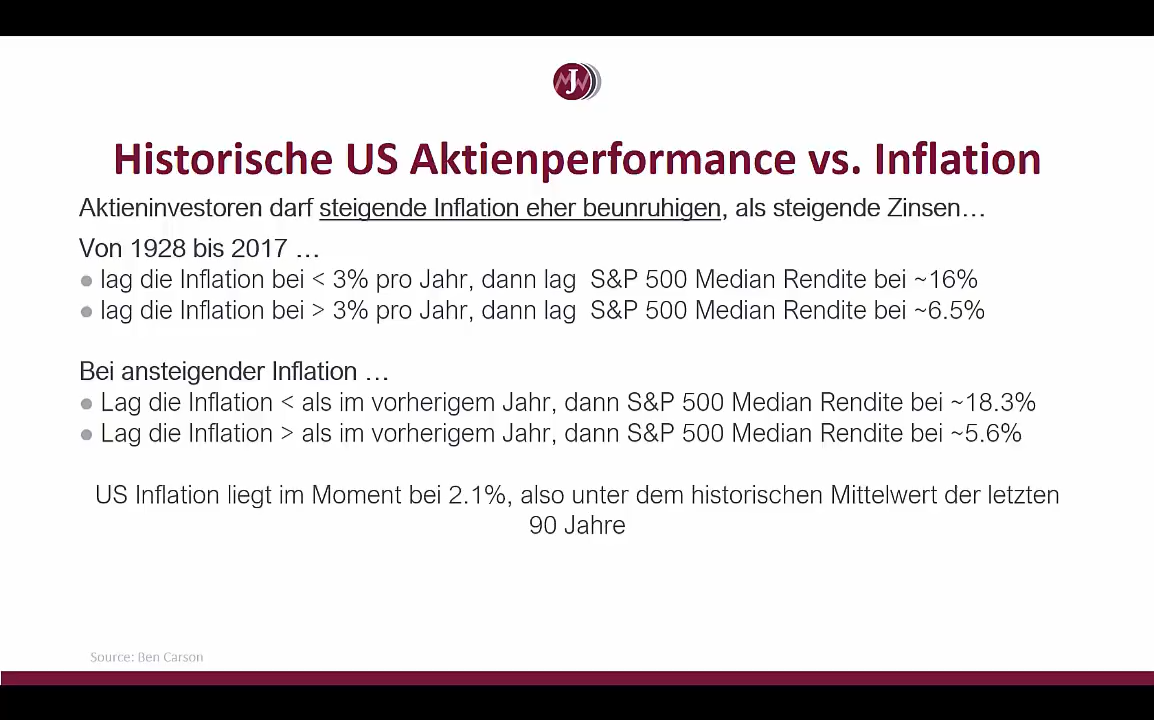 J
Historische US Aktienperformance vs. Inflation
Aktieninvestoren darf steigende Inflation eher beunruhigen, als steigende Zinsen…
Von 1928 bis 2017 …
● lag die Inflation bei < 3% pro Jahr, dann lag S&P 500 Median Rendite bei ~16%
● lag die Inflation bei > 3% pro Jahr, dann lag S&P 500 Median Rendite bei ~6.5%
Bei ansteigender Inflation …
● Lag die Inflation < als im vorherigem Jahr, dann S&P 500 Median Rendite bei ~18.3%
● Lag die Inflation > als im vorherigem Jahr, dann S&P 500 Median Rendite bei ~5.6%
US Inflation liegt im Moment bei 2.1%, also unter dem historischen Mittelwert der letzten
90 Jahre
Source: Ben Carson